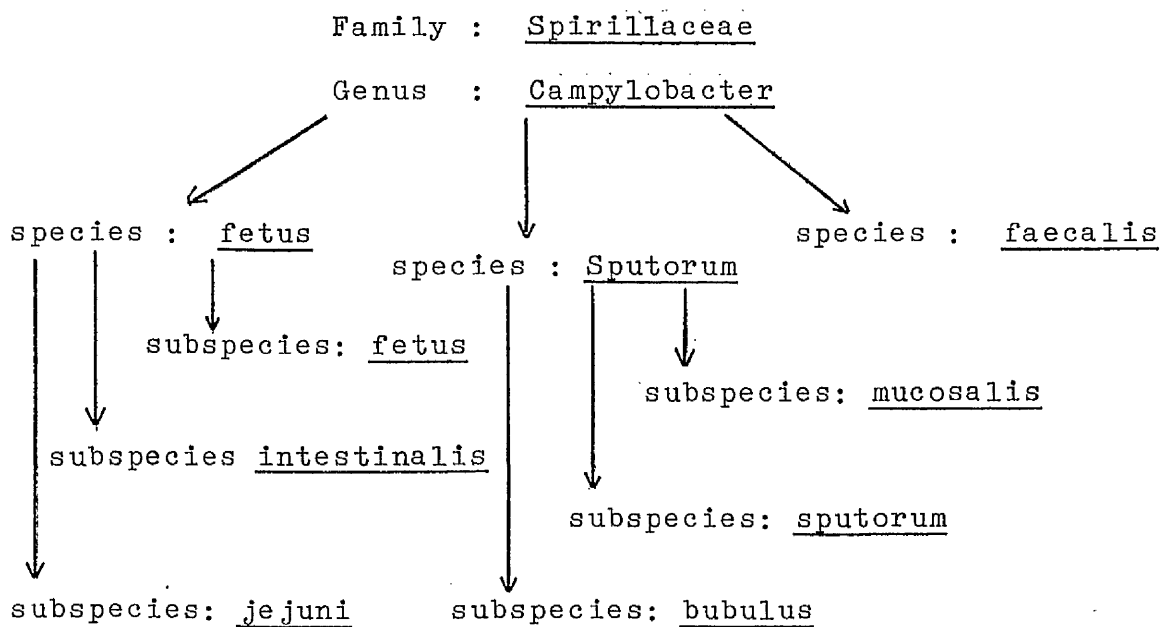 Family : Spirillaceae
Genus : Campylobacter
species : fetus
species : faecalis
species : Sputorum
subspecies: fetus
subspecies: mucosalis
subspecies intestinalis
subspecies: sputorum
subspecies: jejuni
subspecies: bubulus